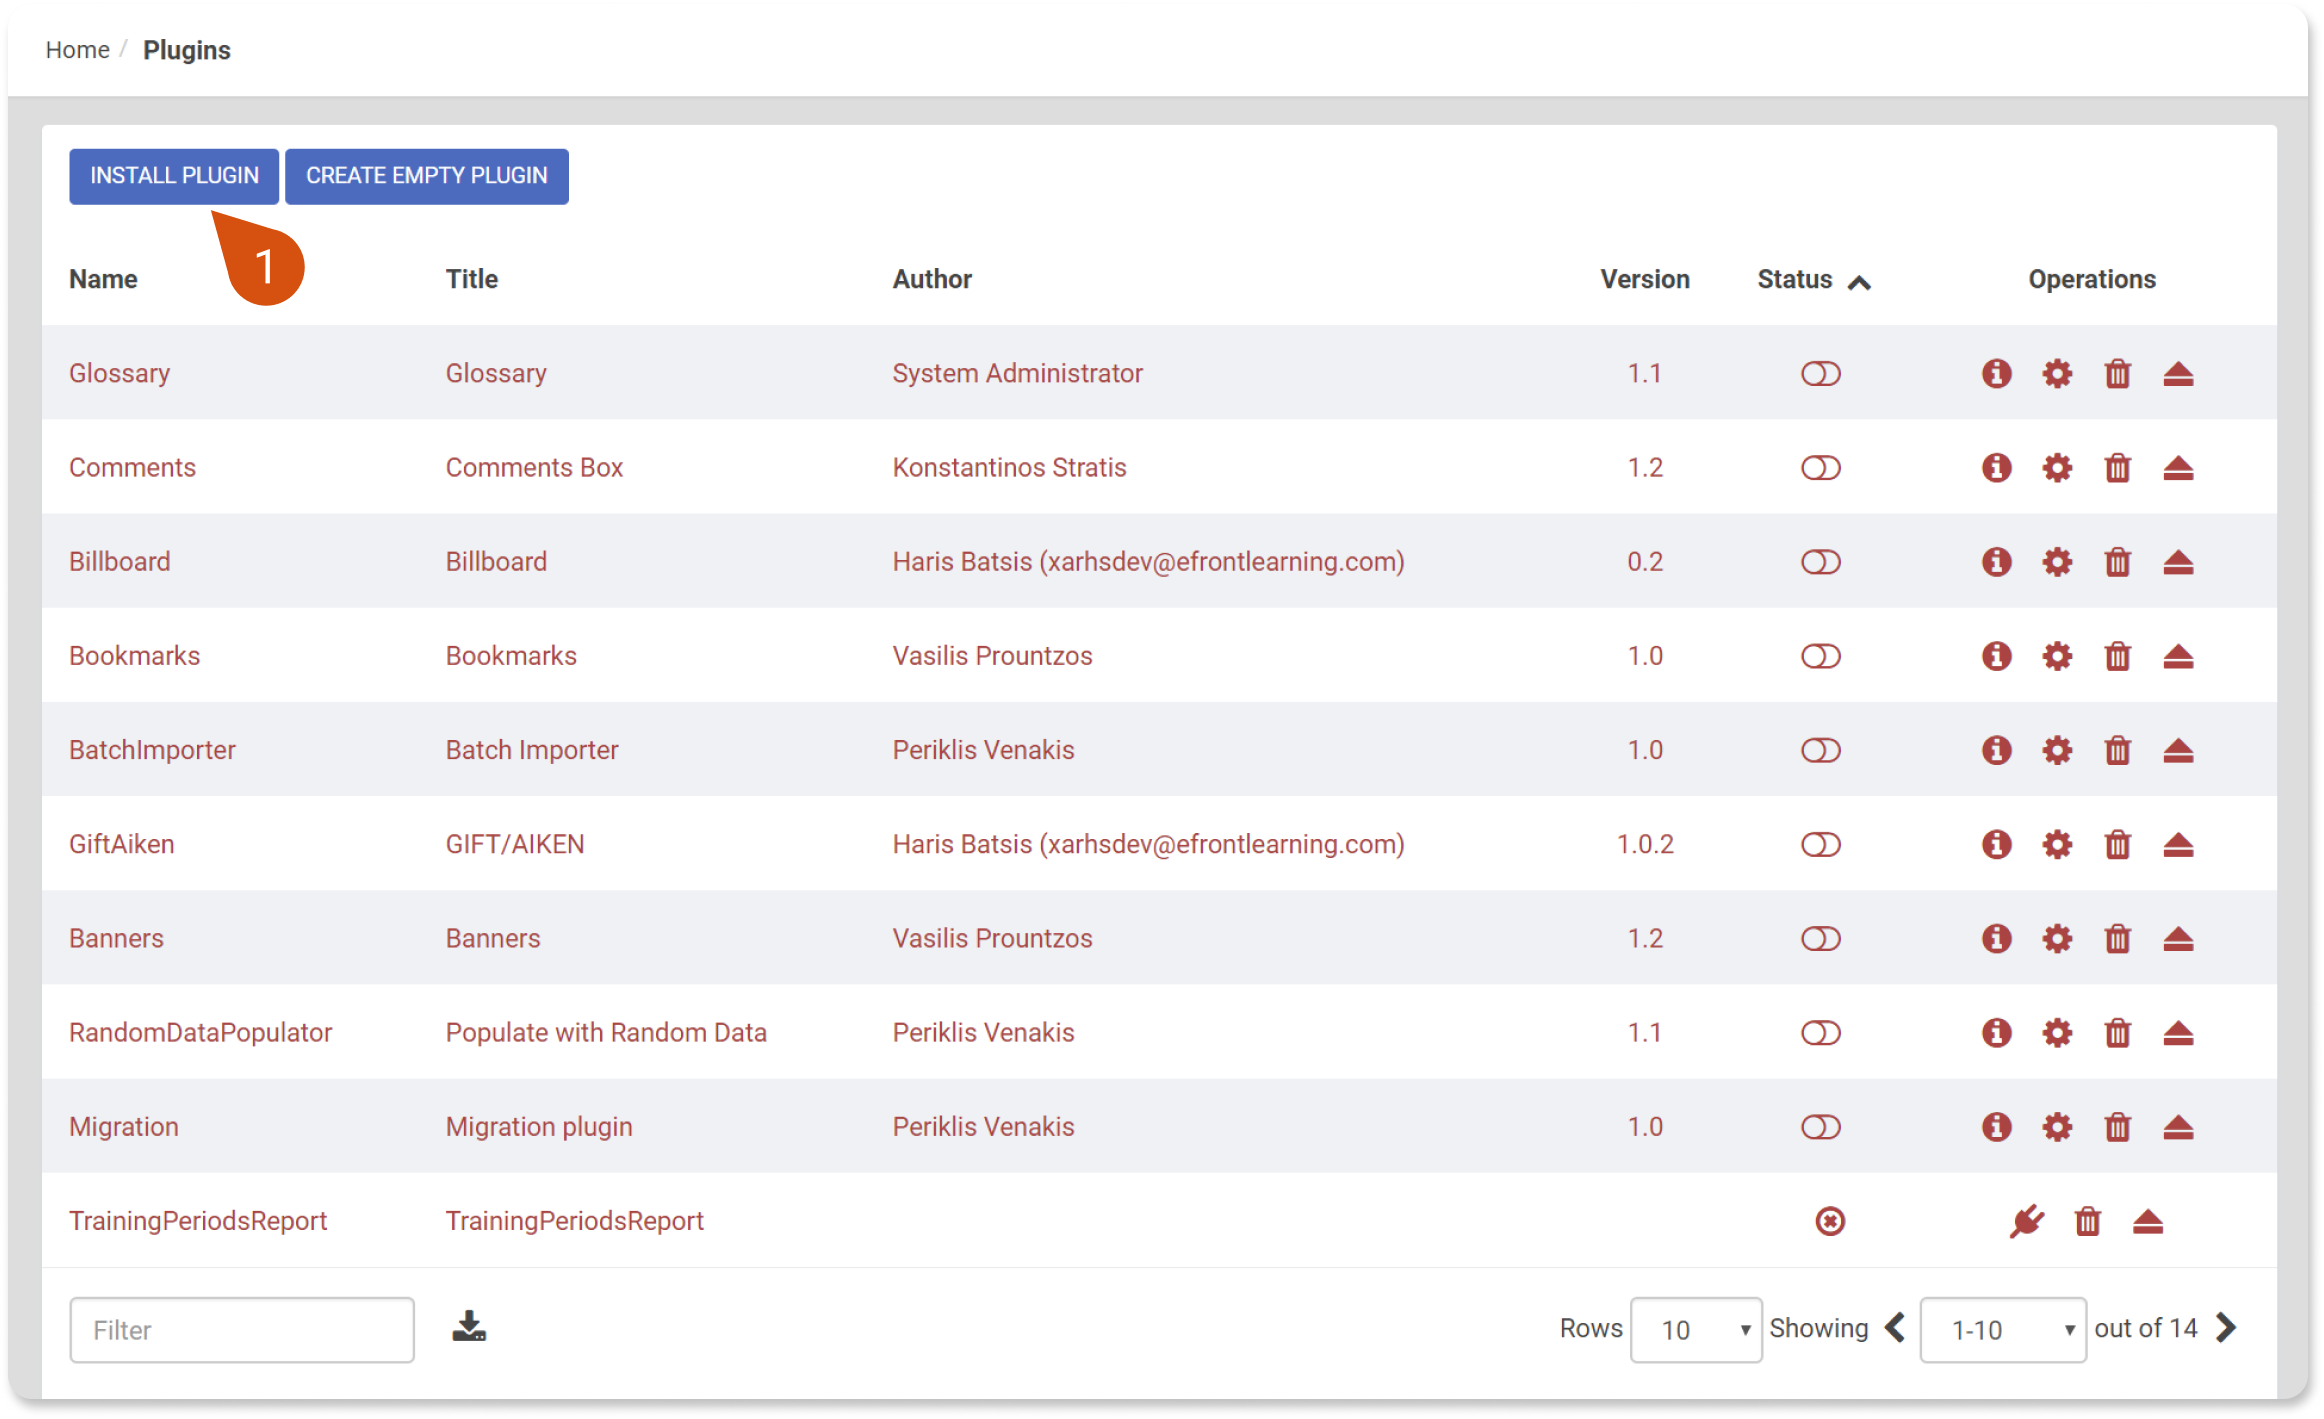 Home / Plugins
INSTALL PLUGIN CREATE EMPTY PLUGIN
1
Name Title Author Version Status Operations
Glossary Glossary System Administrator 1.1
Comments Comments Box Konstantinos Stratis 1.2
Billboard Billboard Haris Batsis (xarhsdev@efrontlearning.com) 0.2
Bookmarks Bookmarks Vasilis Prountzos 1.0
BatchImporter Batch Importer Periklis Venakis 1.0
GiftAiken GIFT/AIKEN Haris Batsis (xarhsdev@efrontlearning.com) 1.0.2
Banners Banners Vasilis Prountzos 1.2
RandomDataPopulator Populate with Random Data Periklis Venakis 1.1
Migration Migration plugin Periklis Venakis 1.0
TrainingPeriodsReport TrainingPeriodsReport
Filter Rows 10 Showing 1-10 out of 14